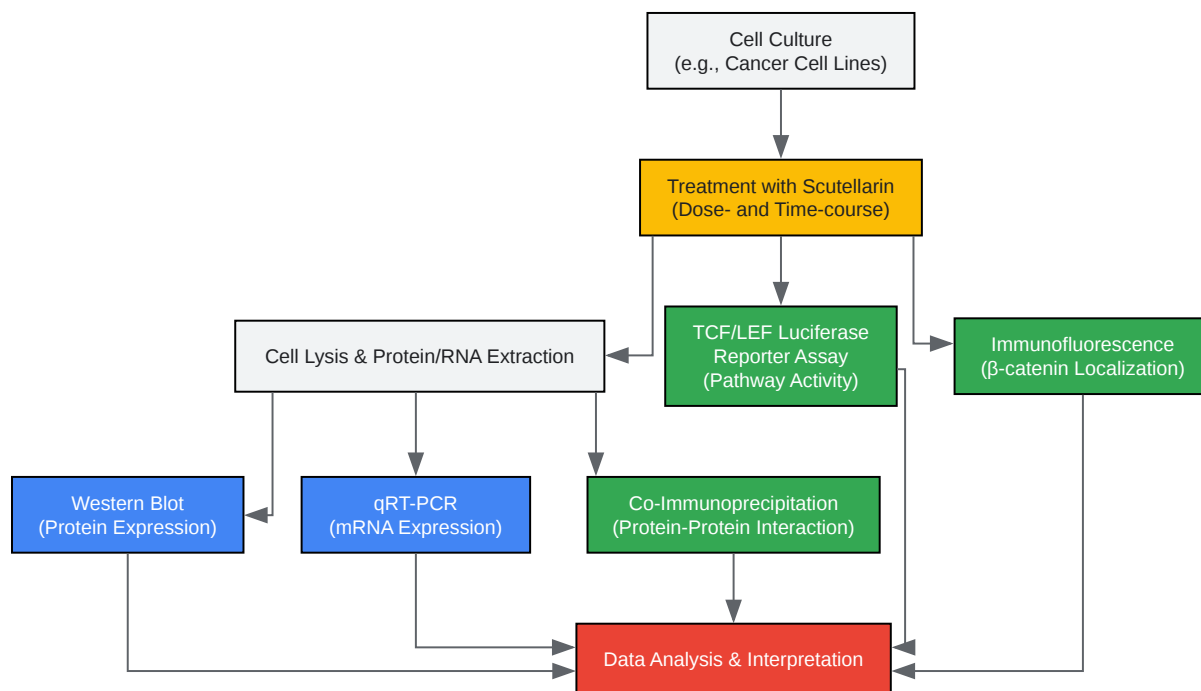 Cell Culture
(e.g., Cancer Cell Lines)
Treatment with Scutellarin
(Dose- and Time-course)
Cell Lysis & Protein/RNA Extraction
TCF/LEF Luciferase
Reporter Assay
(Pathway Activity)
Immunofluorescence
(β-catenin Localization)
Western Blot
(Protein Expression)
qRT-PCR
(mRNA Expression)
Co-Immunoprecipitation
(Protein-Protein Interaction)
Data Analysis & Interpretation